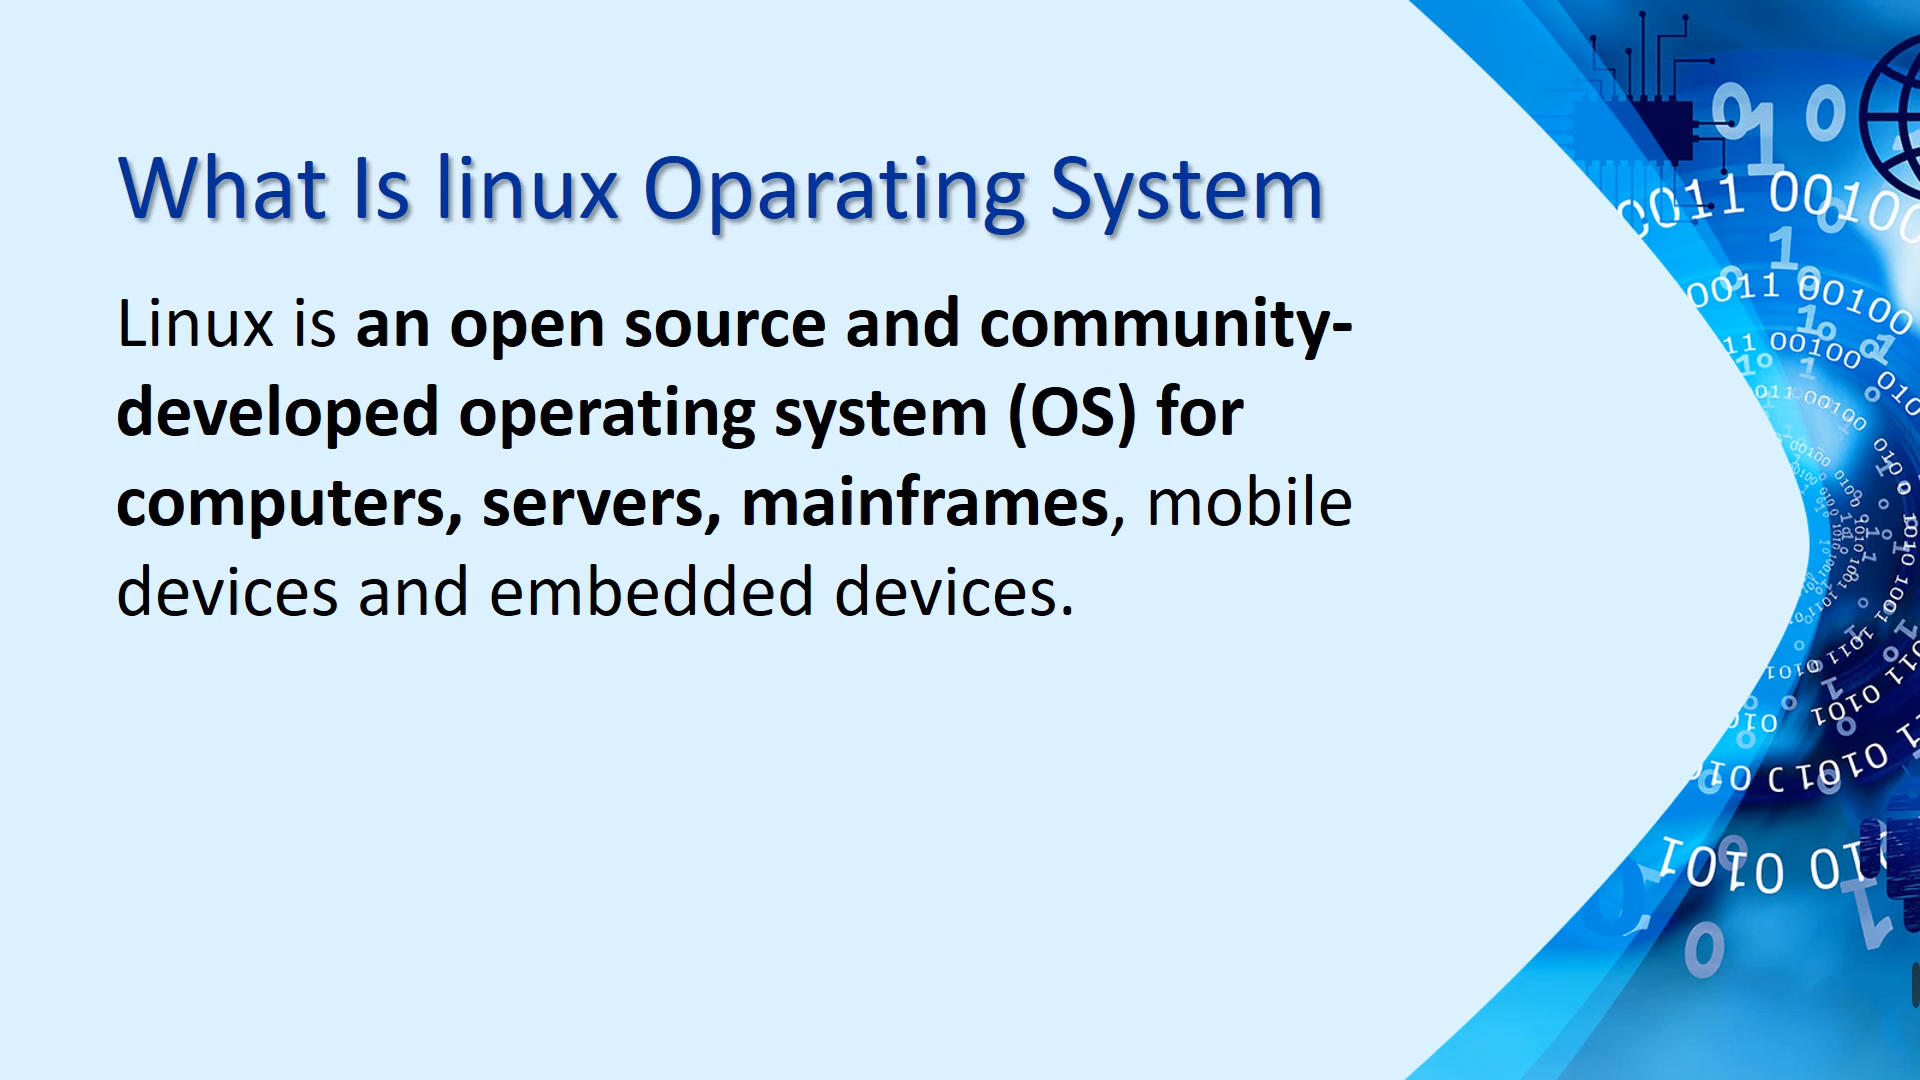 What Is linux Oparating System
Linux is an open source and community-
developed operating system (OS) for
computers, servers, mainframes, mobile
devices and embedded devices.